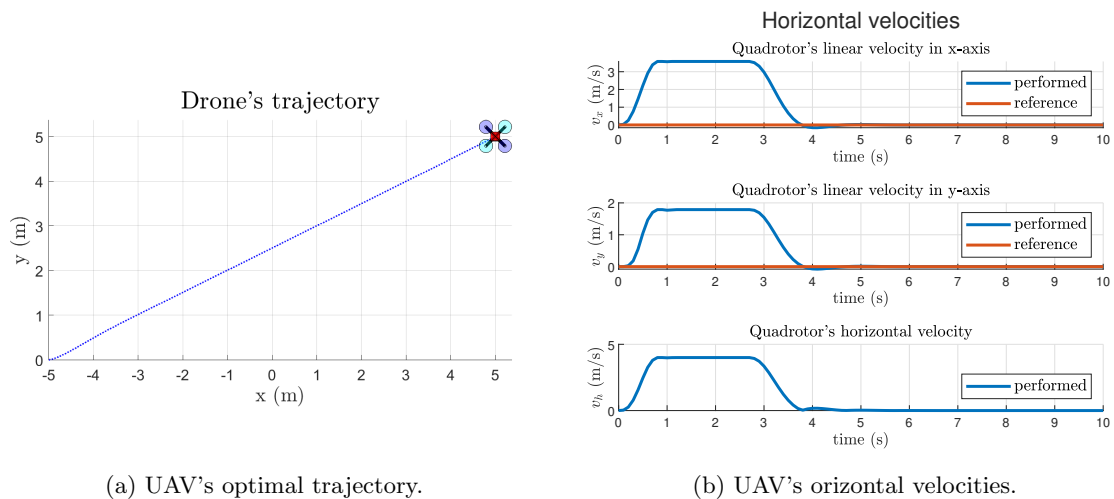 Drone's trajectory
y (m)
5
4
3
2
1
0
-5 -4 -3 -2 -1 0 1 2 3 4 5
x (m)
(a) UAV's optimal trajectory.
Horizontal velocities
Quadrotor's linear velocity in x-axis
v_x (m/s)
3
2
1
0
performed
reference
0 1 2 3 4 5 6 7 8 9 10
time (s)
Quadrotor's linear velocity in y-axis
v_y (m/s)
2
1
0
performed
reference
0 1 2 3 4 5 6 7 8 9 10
time (s)
Quadrotor's horizontal velocity
v_h (m/s)
5
0
performed
0 1 2 3 4 5 6 7 8 9 10
time (s)
(b) UAV's orizontal velocities.